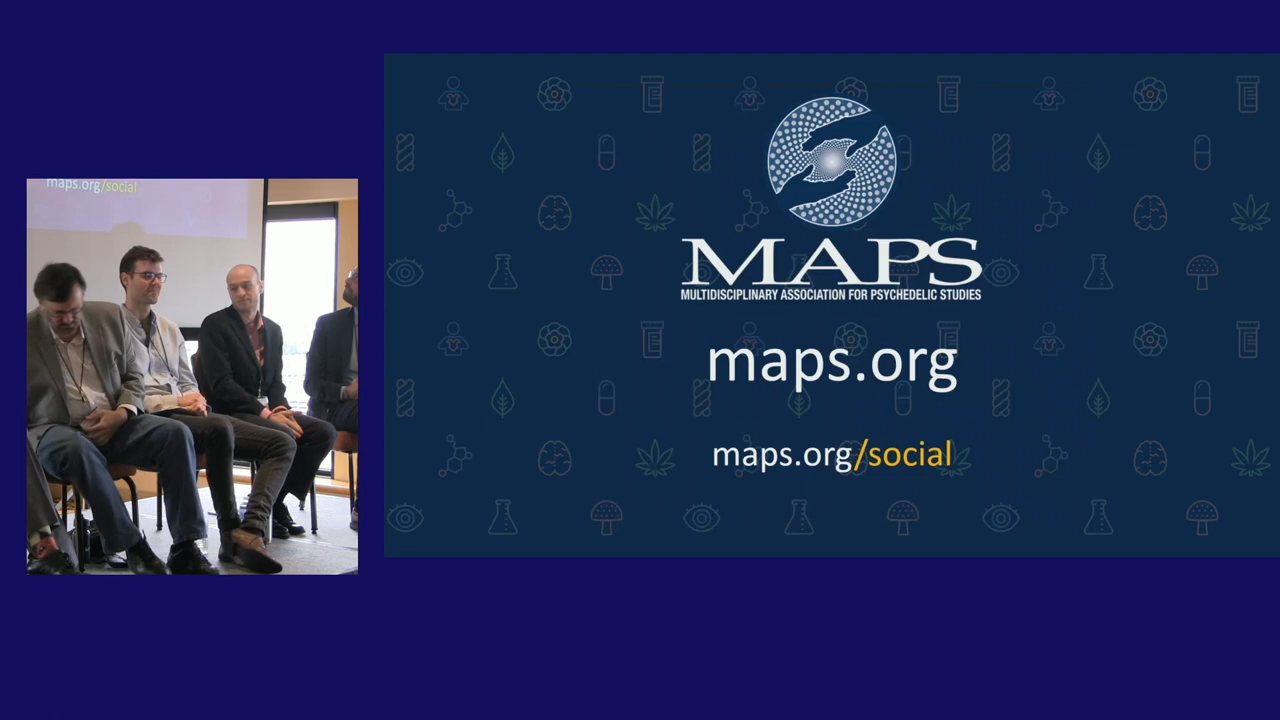 maps.org/social
MAPS
MULTIDISCIPLINARY ASSOCIATION FOR PSYCHEDELIC STUDIES
maps.org
maps.org/social